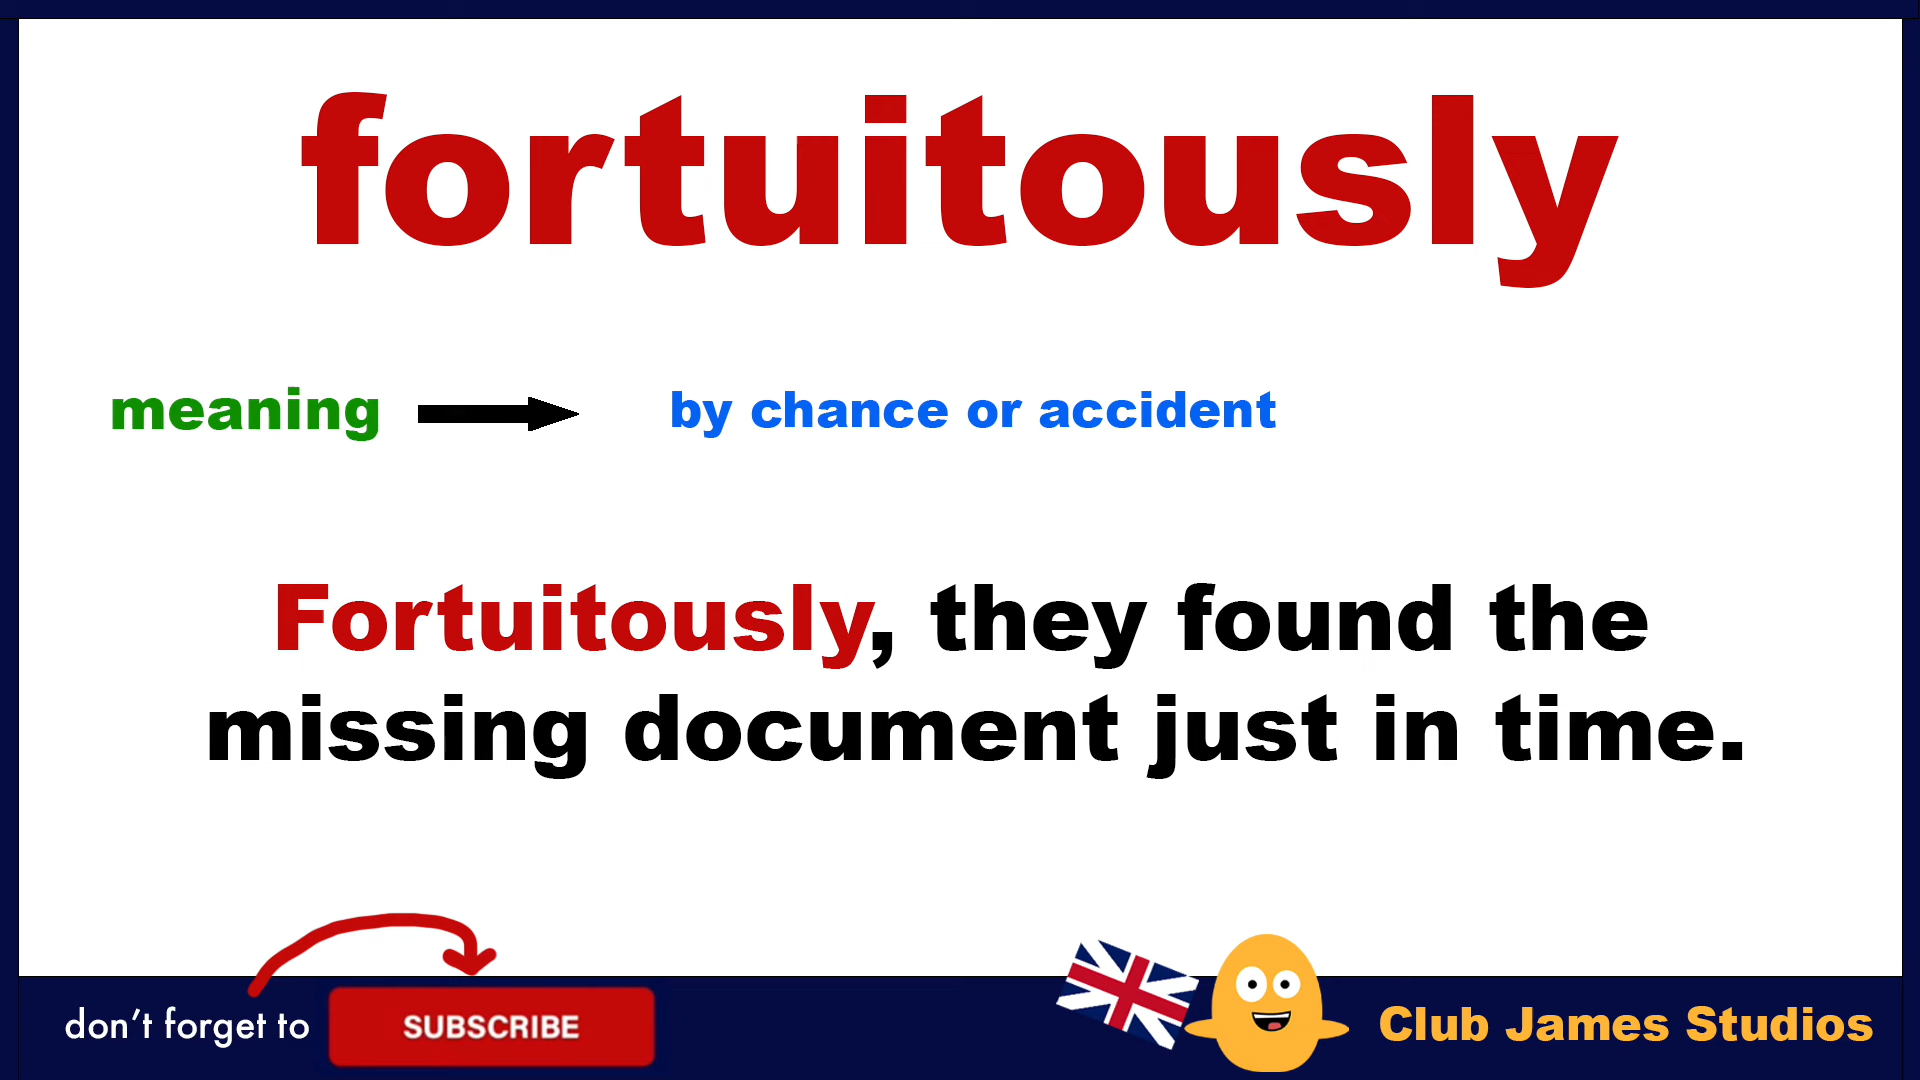 fortuitously
meaning
by chance or accident
Fortuitously, they found the
missing document just in time.
don't forget to
SUBSCRIBE
Club James Studios